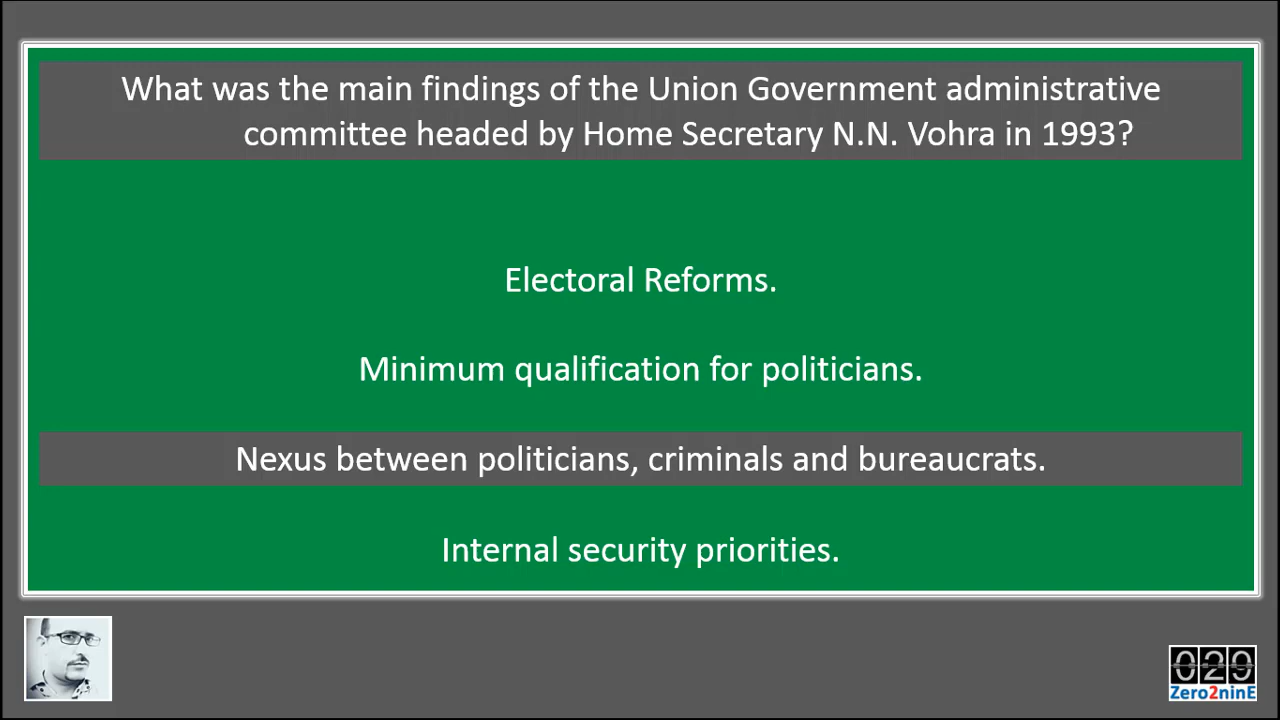 What was the main findings of the Union Government administrative
committee headed by Home Secretary N.N. Vohra in 1993?
Electoral Reforms.
Minimum qualification for politicians.
Nexus between politicians, criminals and bureaucrats.
Internal security priorities.
029
Zero2ninE